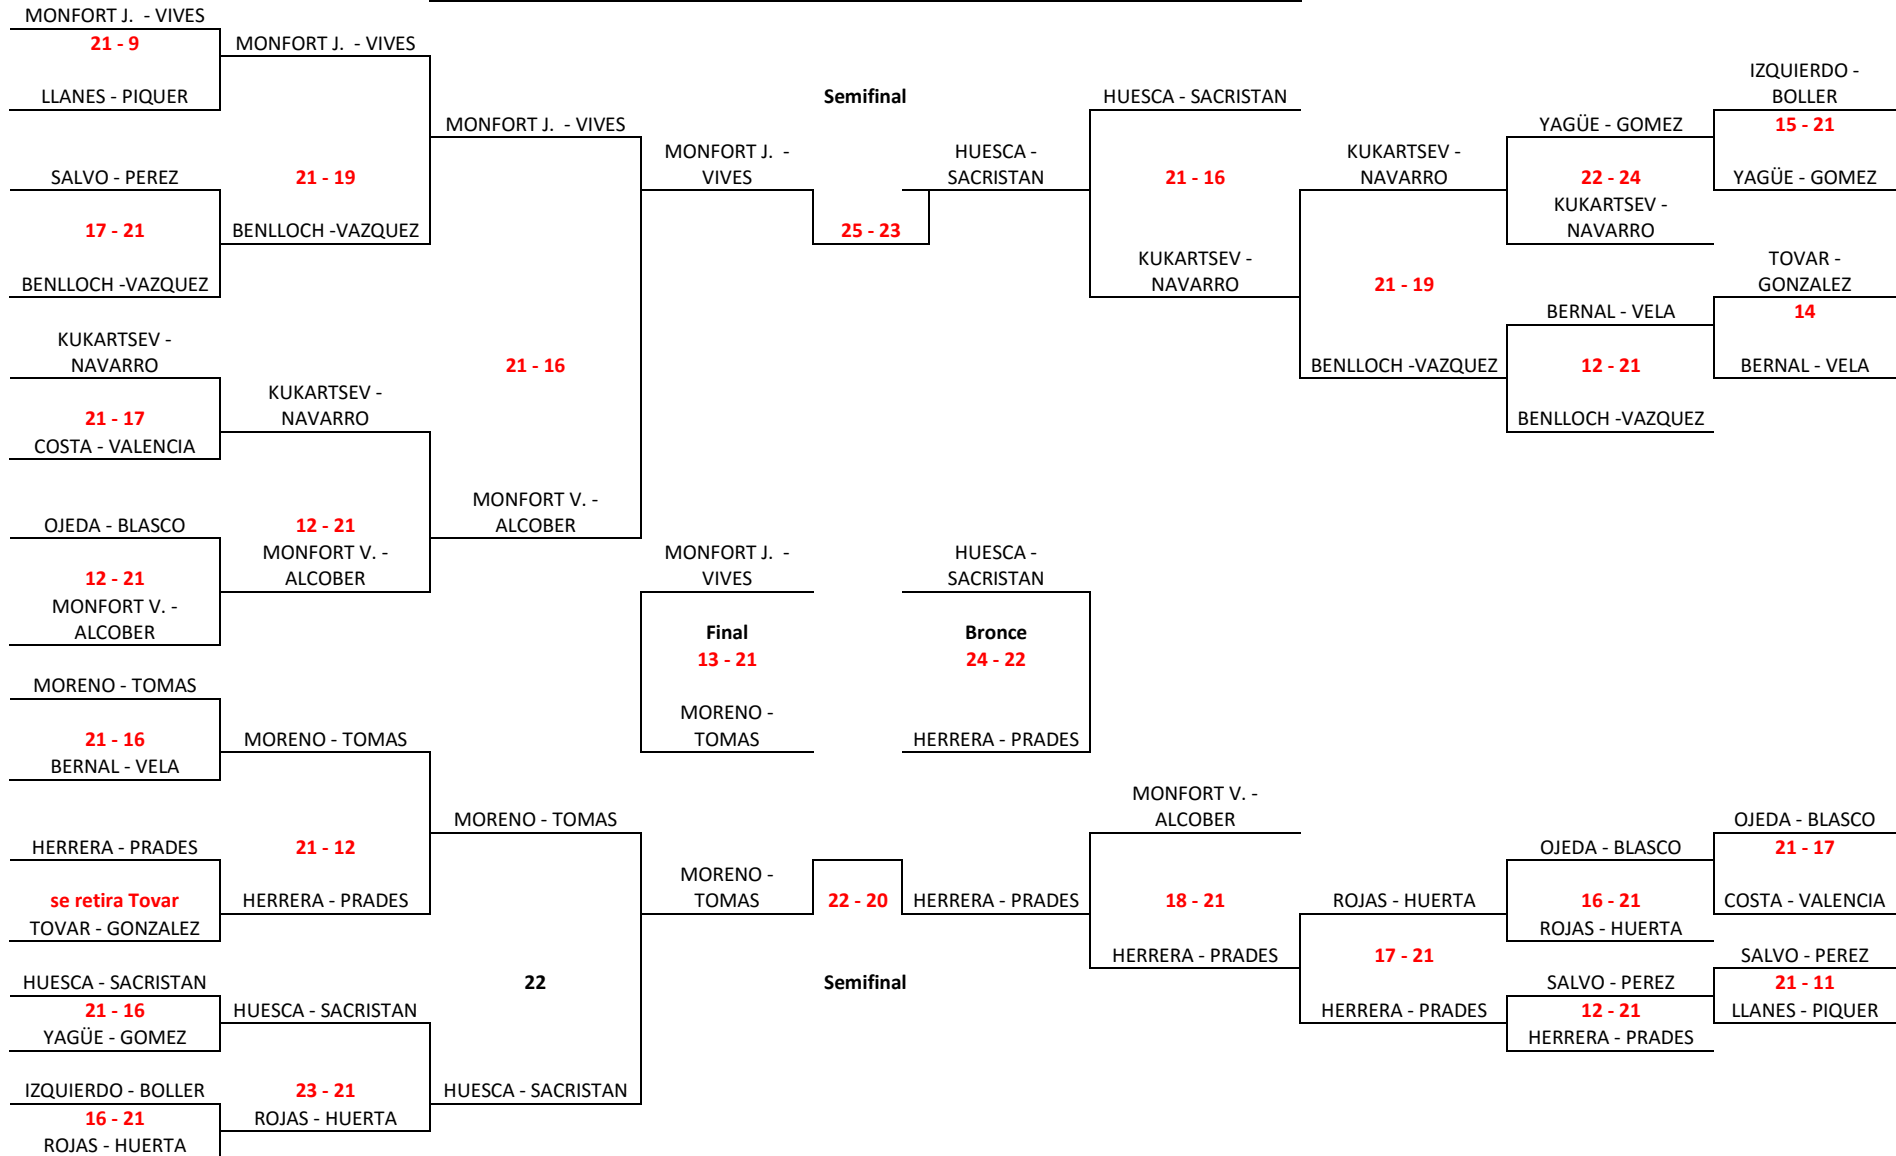 MONFORT J.  - VIVES
21 - 9
MONFORT J.  - VIVES
LLANES - PIQUER
Semifinal
HUESCA - SACRISTAN
IZQUIERDO -
BOLLER
MONFORT J.  - VIVES
YAGÜE - GOMEZ
15 - 21
MONFORT J.  -
VIVES
HUESCA -
SACRISTAN
KUKARTSEV -
NAVARRO
SALVO - PEREZ
21 - 19
21 - 16
22 - 24
YAGÜE - GOMEZ
17 - 21
BENLLOCH -VAZQUEZ
25 - 23
KUKARTSEV -
NAVARRO
BENLLOCH -VAZQUEZ
KUKARTSEV -
NAVARRO
21 - 19
TOVAR -
GONZALEZ
BERNAL - VELA
14
KUKARTSEV -
NAVARRO
21 - 16
BENLLOCH -VAZQUEZ
12 - 21
BERNAL - VELA
21 - 17
KUKARTSEV -
NAVARRO
BENLLOCH -VAZQUEZ
COSTA - VALENCIA
MONFORT V. -
ALCOBER
OJEDA - BLASCO
12 - 21
12 - 21
MONFORT V. -
ALCOBER
MONFORT J.  -
VIVES
HUESCA -
SACRISTAN
MONFORT V. -
ALCOBER
Final
Bronce
13 - 21
24 - 22
MORENO - TOMAS
21 - 16
MORENO - TOMAS
MORENO -
TOMAS
HERRERA - PRADES
BERNAL - VELA
MONFORT V. -
ALCOBER
MORENO - TOMAS
OJEDA - BLASCO
HERRERA - PRADES
21 - 12
OJEDA - BLASCO
21 - 17
se retira Tovar
HERRERA - PRADES
MORENO -
TOMAS
22 - 20
HERRERA - PRADES
18 - 21
ROJAS - HUERTA
16 - 21
COSTA - VALENCIA
TOVAR - GONZALEZ
ROJAS - HUERTA
HERRERA - PRADES
17 - 21
SALVO - PEREZ
HUESCA - SACRISTAN
22
Semifinal
SALVO - PEREZ
21 - 11
21 - 16
HUESCA - SACRISTAN
HERRERA - PRADES
12 - 21
LLANES - PIQUER
YAGÜE - GOMEZ
HERRERA - PRADES
IZQUIERDO - BOLLER
23 - 21
HUESCA - SACRISTAN
16 - 21
ROJAS - HUERTA
ROJAS - HUERTA